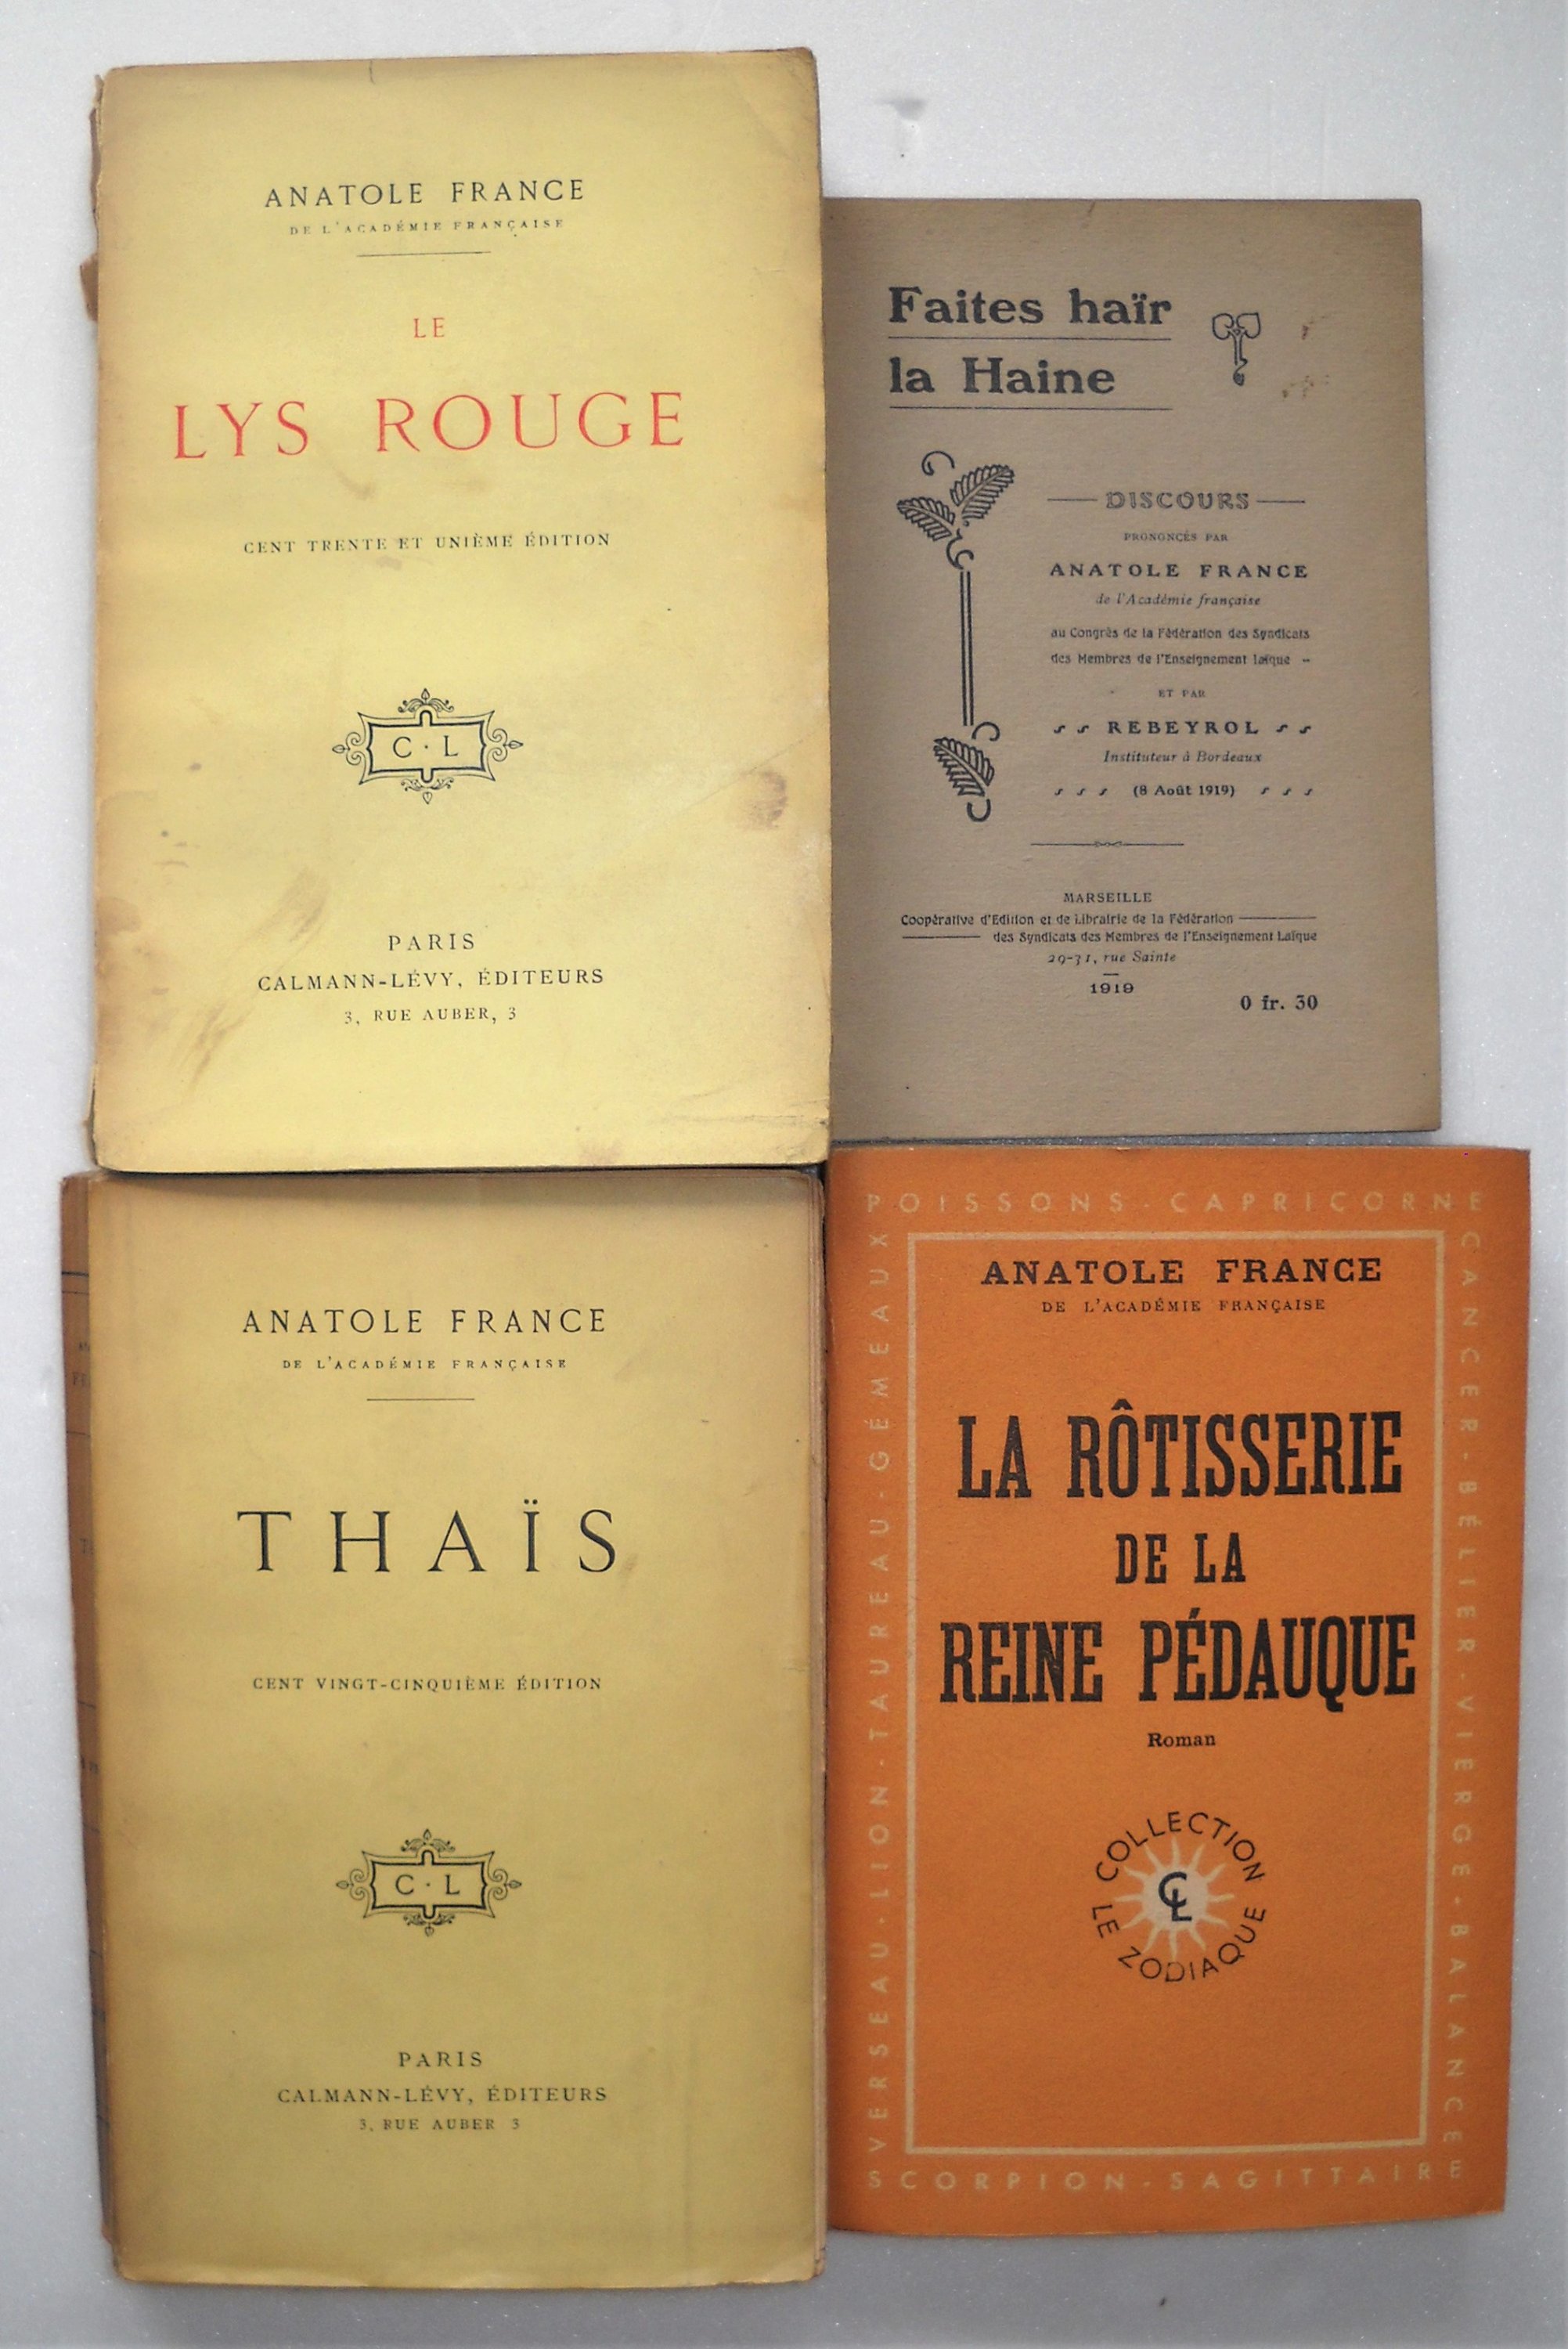 ANATOLE FRANCE
DE L'ACADÉMIE FRANÇAISE
LE
LYS ROUGE
CENT TRENTE ET UNIÈME ÉDITION
C · L
PARIS
CALMANN-LÉVY, ÉDITEURS
3, RUE AUBER, 3
Faites haïr
la Haine
DISCOURS
PRONONCÉS PAR
ANATOLE FRANCE
de l'Académie française
au Congrès de la Fédération des Syndicats
des Membres de l'Enseignement laïque -
ET PAR
REBEYROL
Instituteur à Bordeaux
(8 Août 1919)
MARSEILLE
Coopérative d'Edition et de Librairie de la Fédération
des Syndicats des Membres de l'Enseignement Laïque
29-31, rue Sainte
1919
0 fr. 30
ANATOLE FRANCE
DE L'ACADÉMIE FRANÇAISE
THAÏS
CENT VINGT-CINQUIÈME ÉDITION
C · L
PARIS
CALMANN-LÉVY, ÉDITEURS
3, RUE AUBER 3
POISSONS · CAPRICORNE
CANCER - BÉLIER - VIERGE - BALANCE
VERSEAU · LION · TAUREAU · GÉMEAUX
SCORPION - SAGITTAIRE
ANATOLE FRANCE
DE L'ACADÉMIE FRANÇAISE
LA RÔTISSERIE
DE LA
REINE PÉDAUQUE
Roman
COLLECTION
CL
LE ZODIAQUE